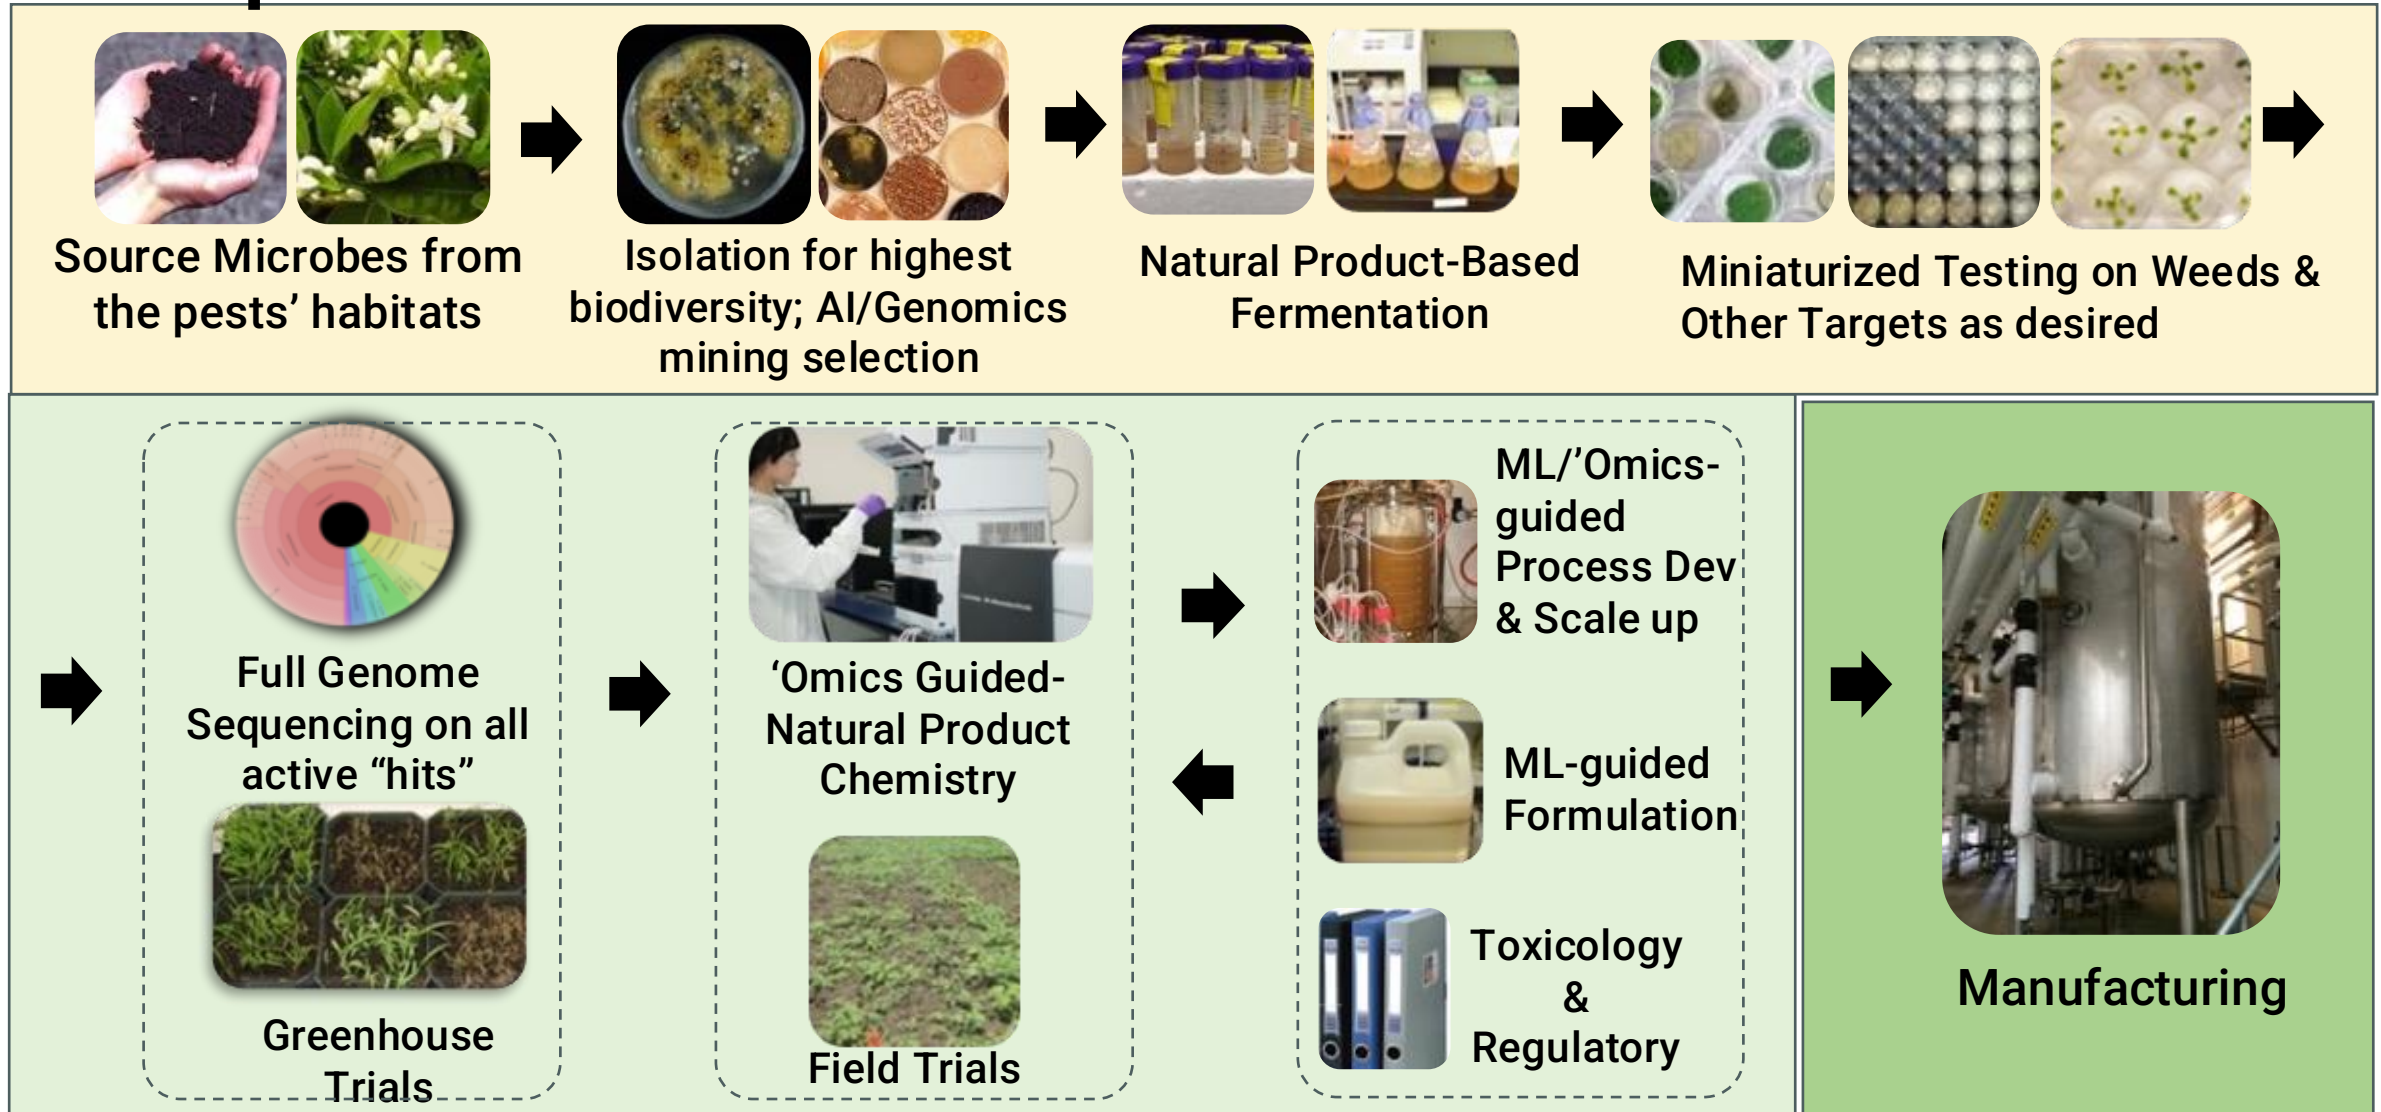 Source Microbes from
the pests’ habitats
Isolation for highest
biodiversity; AI/Genomics
mining selection
Natural Product-Based
Fermentation
Miniaturized Testing on Weeds &
Other Targets as desired
Full Genome
Sequencing on all
active “hits”
Greenhouse
Trials
‘Omics Guided-
Natural Product
Chemistry
Field Trials
ML/’Omics-
guided
Process Dev
& Scale up
ML-guided
Formulation
Toxicology
&
Regulatory
Manufacturing